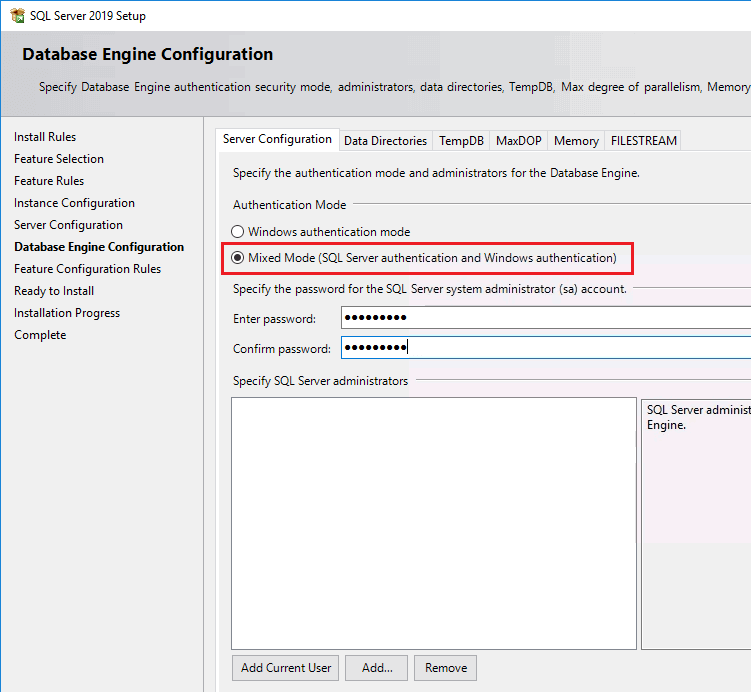 SQL Server 2019 Setup
Database Engine Configuration
Specify Database Engine authentication security mode, administrators, data directories, TempDB, Max degree of parallelism, Memory
Install Rules
Feature Selection
Feature Rules
Instance Configuration
Server Configuration
Database Engine Configuration
Feature Configuration Rules
Ready to Install
Installation Progress
Complete
Server Configuration Data Directories TempDB MaxDOP Memory FILESTREAM
Specify the authentication mode and administrators for the Database Engine.
Authentication Mode
Windows authentication mode
Mixed Mode (SQL Server authentication and Windows authentication)
Specify the password for the SQL Server system administrator (sa) account.
Enter password: ●●●●●●●●●
Confirm password: ●●●●●●●●●
Specify SQL Server administrators
SQL Server administ
Engine.
Add Current User Add... Remove